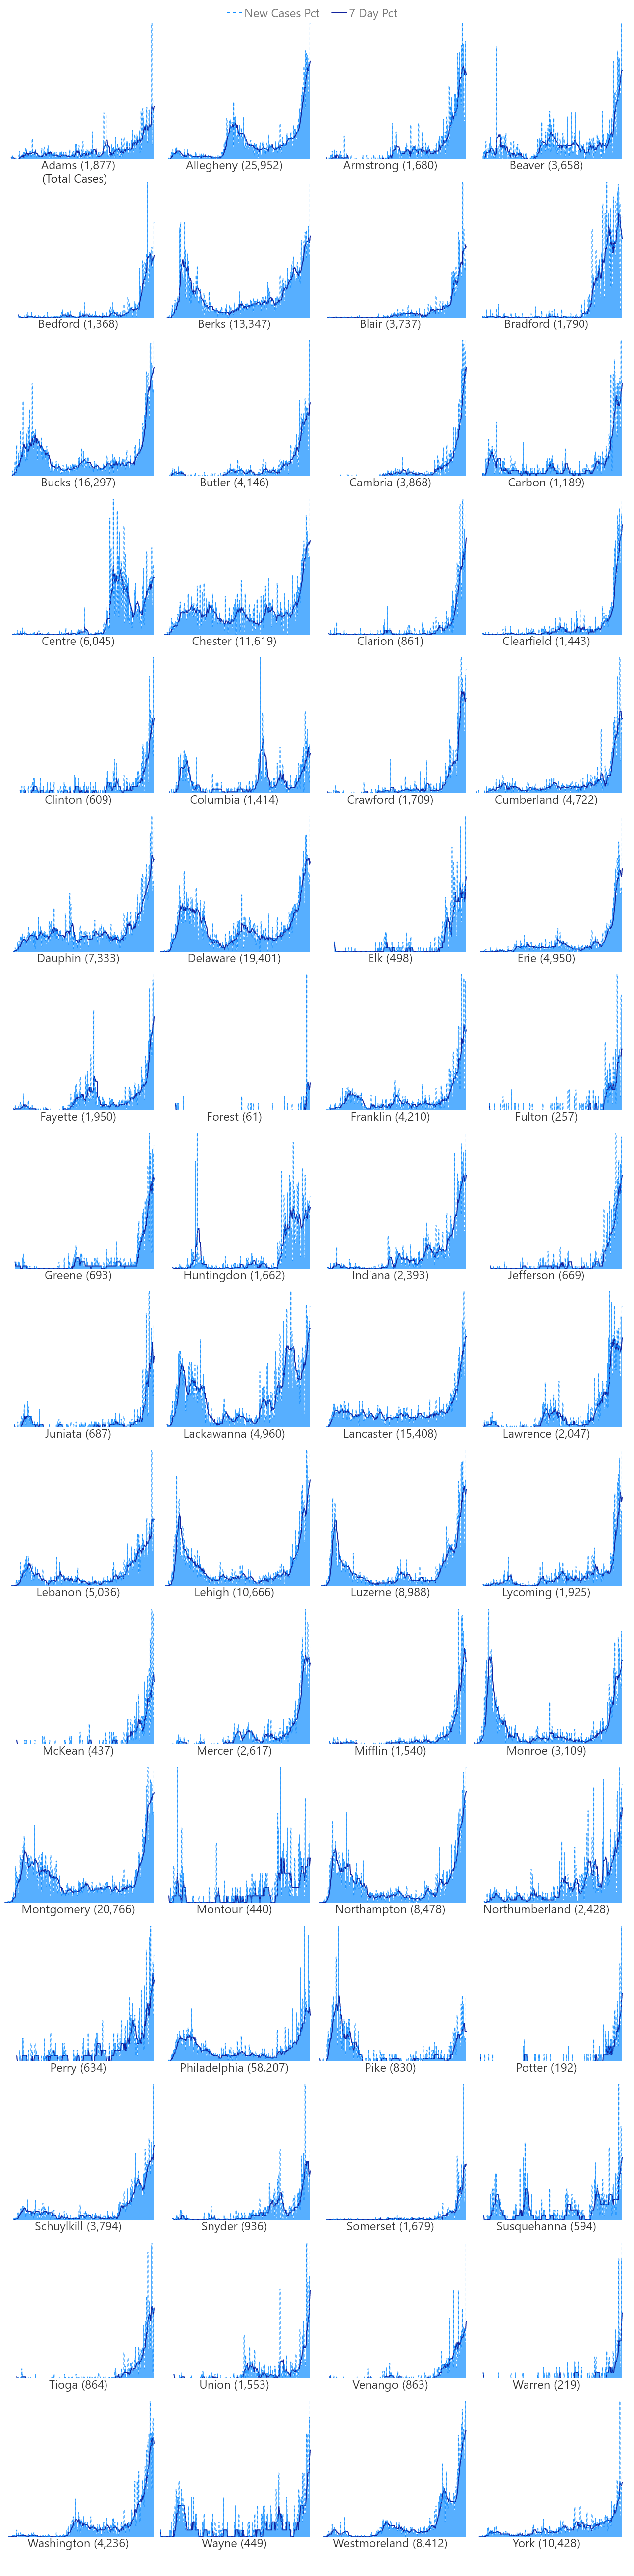 New Cases Pct 7 Day Pct
Adams (1,877) Allegheny (25,952) Armstrong (1,680) Beaver (3,658)
(Total Cases)
Bedford (1,368) Berks (13,347) Blair (3,737) Bradford (1,790)
Bucks (16,297) Butler (4,146) Cambria (3,868) Carbon (1,189)
Centre (6,045) Chester (11,619) Clarion (861) Clearfield (1,443)
Clinton (609) Columbia (1,414) Crawford (1,709) Cumberland (4,722)
Dauphin (7,333) Delaware (19,401) Elk (498) Erie (4,950)
Fayette (1,950) Forest (61) Franklin (4,210) Fulton (257)
Greene (693) Huntingdon (1,662) Indiana (2,393) Jefferson (669)
Juniata (687) Lackawanna (4,960) Lancaster (15,408) Lawrence (2,047)
Lebanon (5,036) Lehigh (10,666) Luzerne (8,988) Lycoming (1,925)
McKean (437) Mercer (2,617) Mifflin (1,540) Monroe (3,109)
Montgomery (20,766) Montour (440) Northampton (8,478) Northumberland (2,428)
Perry (634) Philadelphia (58,207) Pike (830) Potter (192)
Schuylkill (3,794) Snyder (936) Somerset (1,679) Susquehanna (594)
Tioga (864) Union (1,553) Venango (863) Warren (219)
Washington (4,236) Wayne (449) Westmoreland (8,412) York (10,428)